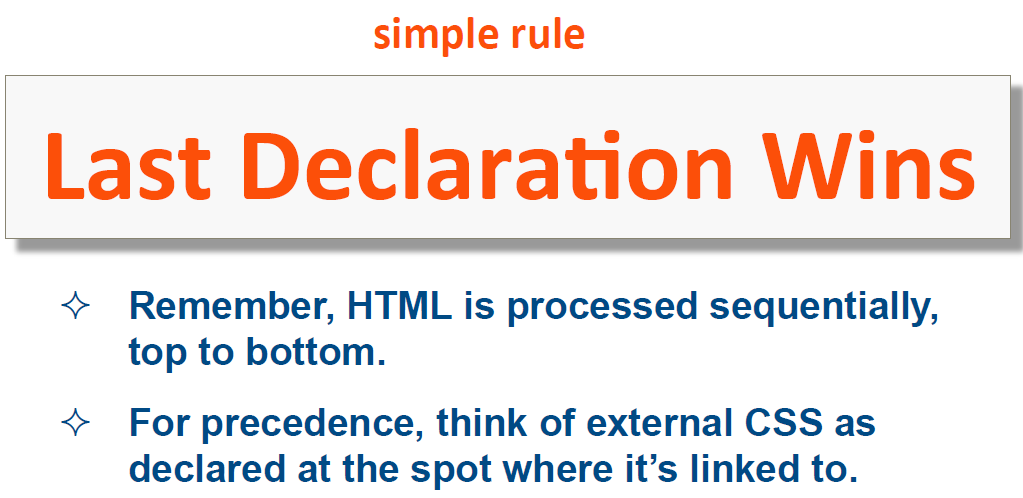 simple rule
Last Declaration Wins
Remember, HTML is processed sequentially,
top to bottom.
For precedence, think of external CSS as
declared at the spot where it’s linked to.